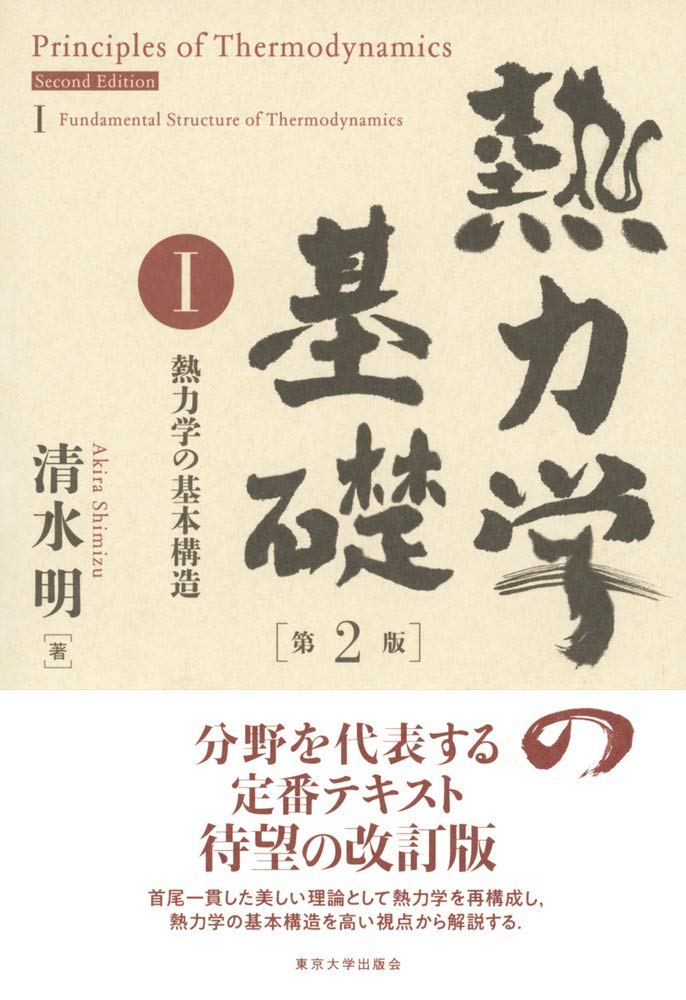 Principles of Thermodynamics
Second Edition
I Fundamental Structure of Thermodynamics
熱力学の
基礎
[第2版]
I
熱力学の基本構造
Akira Shimizu
清水 明
[著]
分野を代表する
定番テキスト
待望の改訂版
首尾一貫した美しい理論として熱力学を再構成し,
熱力学の基本構造を高い視点から解説する.
東京大学出版会